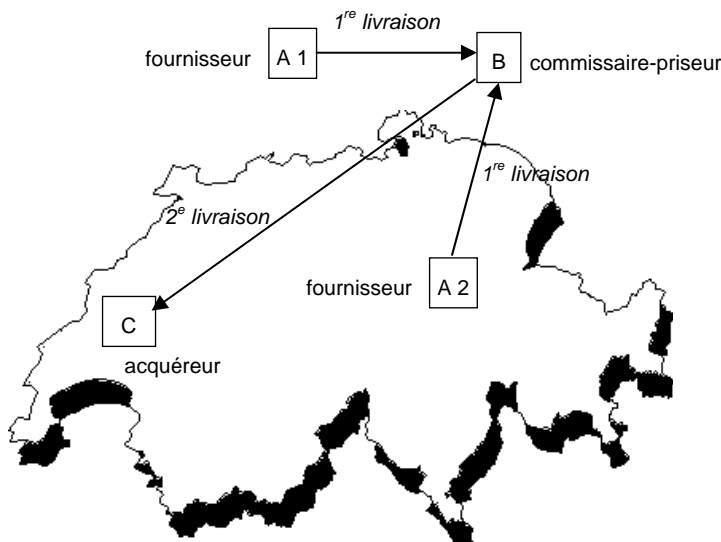 1re livraison
fournisseur A 1 B commissaire-priseur
1re livraison
2e livraison
fournisseur A 2
C
acquéreur